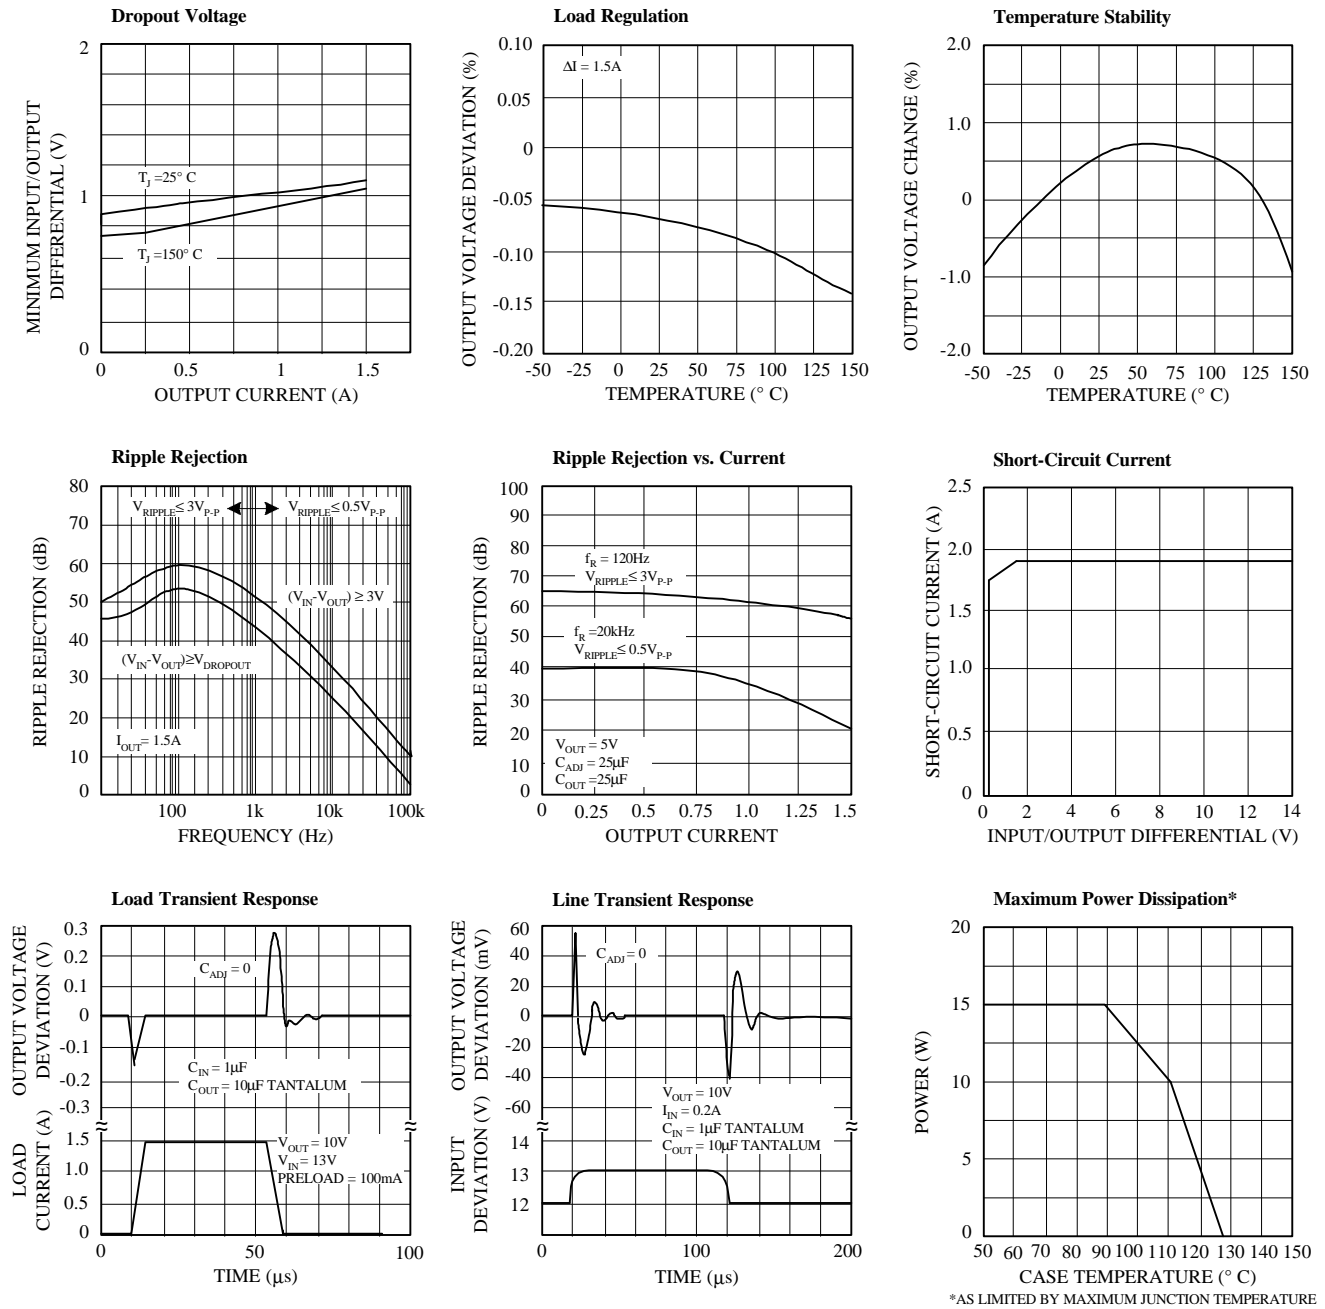 Dropout Voltage
2
1
0
MINIMUM INPUT/OUTPUT
DIFFERENTIAL (V)
TJ =25° C
TJ =150° C
0 0.5 1 1.5
OUTPUT CURRENT (A)
Load Regulation
0.10
0.05
0
-0.05
-0.10
-0.15
-0.20
OUTPUT VOLTAGE DEVIATION (%)
ΔI = 1.5A
-50 -25 0 25 50 75 100 125 150
TEMPERATURE (° C)
Temperature Stability
2.0
1.0
0
-1.0
-2.0
OUTPUT VOLTAGE CHANGE (%)
-50 -25 0 25 50 75 100 125 150
TEMPERATURE (° C)
Ripple Rejection
80
70
60
50
40
30
20
10
0
RIPPLE REJECTION (dB)
VRIPPLE≤ 3VP-P VRIPPLE≤ 0.5VP-P
(VIN-VOUT) ≥ 3V
(VIN-VOUT)≥VDROPOUT
IOUT= 1.5A
100 1k 10k 100k
FREQUENCY (Hz)
Ripple Rejection vs. Current
100
90
80
70
60
50
40
30
20
10
0
RIPPLE REJECTION (dB)
fR = 120Hz
VRIPPLE≤ 3VP-P
fR =20kHz
VRIPPLE≤ 0.5VP-P
VOUT = 5V
CADJ = 25µF
COUT =25µF
0 0.25 0.5 0.5 1.0 1.25 1.5
OUTPUT CURRENT
Short-Circuit Current
2.5
2.0
1.5
1.0
0.5
0
SHORT-CIRCUIT CURRENT (A)
0 2 4 6 8 10 12 14
INPUT/OUTPUT DIFFERENTIAL (V)
Load Transient Response
0.3
0.2
0.1
0
-0.1
-0.2
-0.3
OUTPUT VOLTAGE
DEVIATION (V)
CADJ = 0
CIN = 1µF
COUT = 10µF TANTALUM
1.5
1.0
0.5
0
LOAD
CURRENT (A)
VOUT = 10V
VIN = 13V
PRELOAD = 100mA
0 50 100
TIME (µs)
Line Transient Response
60
40
20
0
-20
-40
-60
OUTPUT VOLTAGE
DEVIATION (mV)
CADJ = 0
VOUT = 10V
IIN = 0.2A
CIN = 1µF TANTALUM
COUT = 10µF TANTALUM
14
13
12
INPUT
DEVIATION (V)
0 100 200
TIME (µs)
Maximum Power Dissipation*
20
15
10
5
0
POWER (W)
50 60 70 80 90 100 110 120 130 140 150
CASE TEMPERATURE (° C)
*AS LIMITED BY MAXIMUM JUNCTION TEMPERATURE